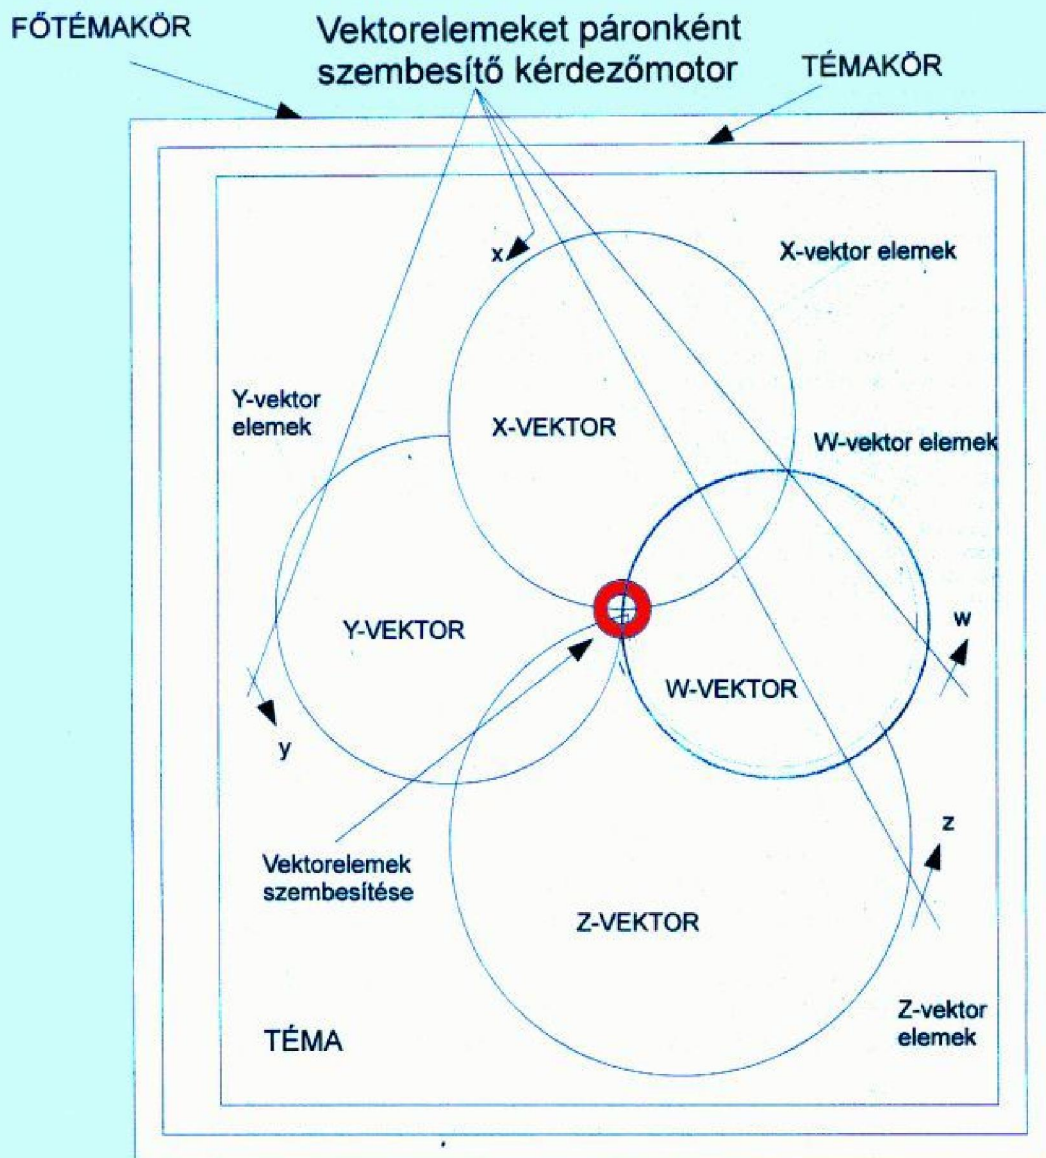 FŐTÉMAKÖR
Vektorelemeket páronként
szembesítő kérdezőmotor
TÉMAKÖR
x
X-vektor elemek
Y-vektor
elemek
X-VEKTOR
W-vektor elemek
Y-VEKTOR
W-VEKTOR
w
y
z
Vektorelemek
szembesítése
Z-VEKTOR
Z-vektor
elemek
TÉMA